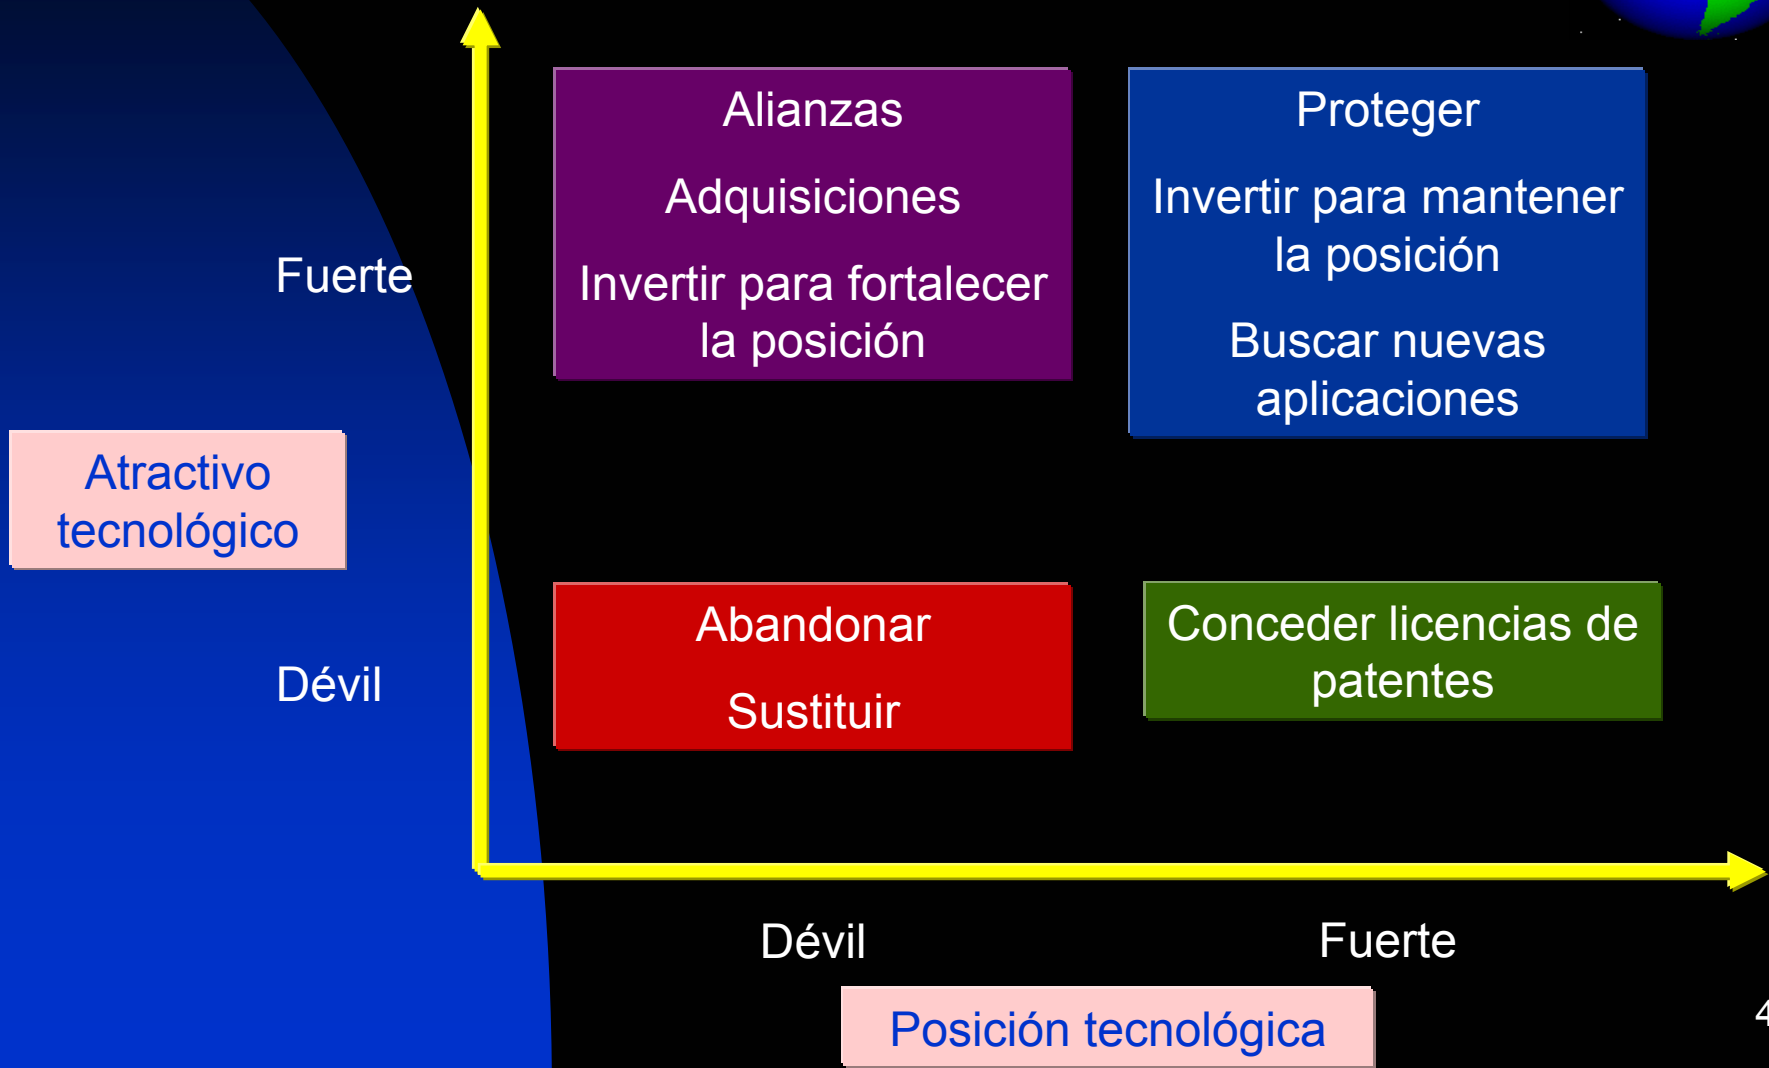 Alianzas
Adquisiciones
Invertir para fortalecer
la posición
Proteger
Invertir para mantener
la posición
Buscar nuevas
aplicaciones
Fuerte
Atractivo
tecnológico
Dévil
Abandonar
Sustituir
Conceder licencias de
patentes
Dévil
Fuerte
Posición tecnológica
4